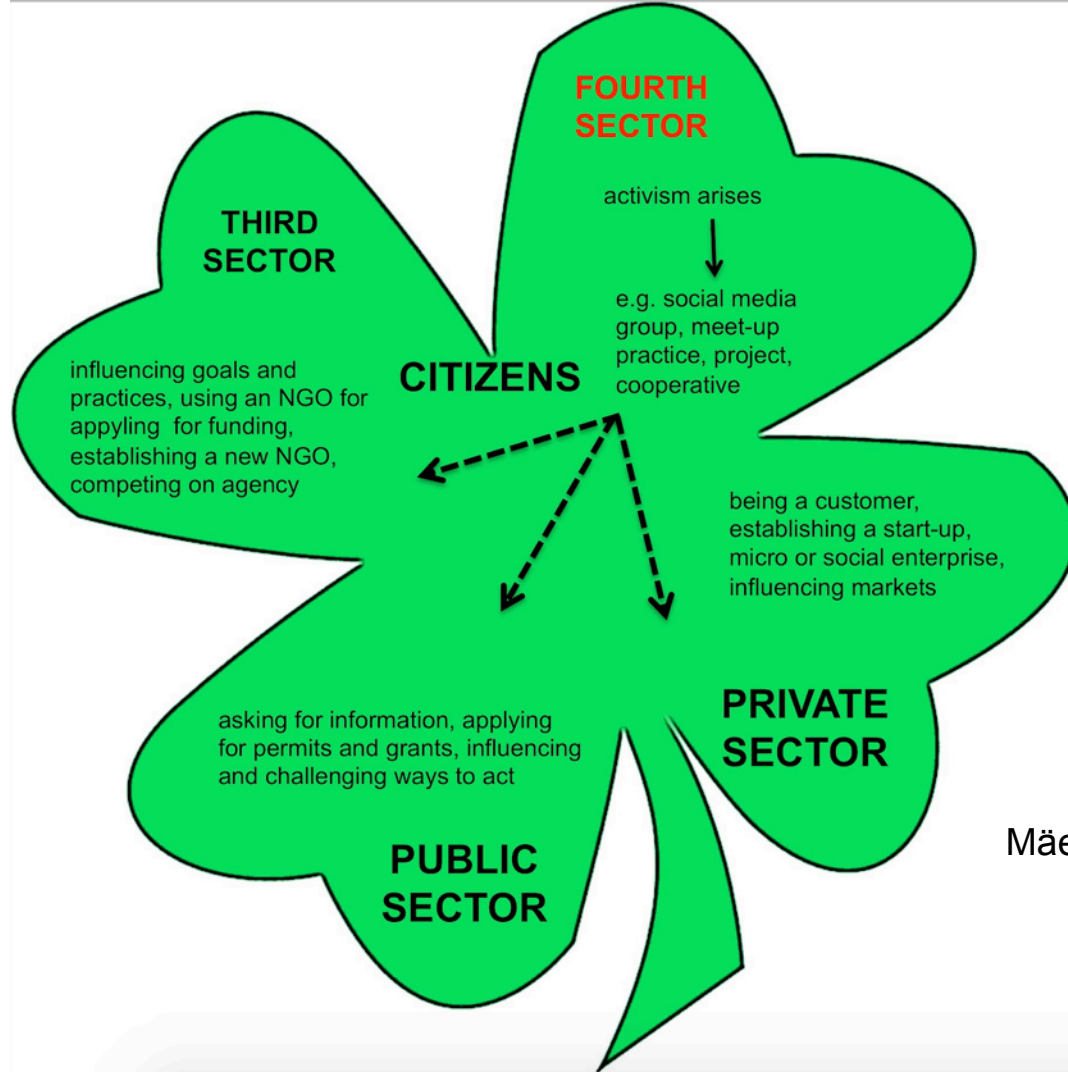 FOURTH
SECTOR
activism arises
e.g. social media
group, meet-up
practice, project,
cooperative
THIRD
SECTOR
influencing goals and
practices, using an NGO for
appyling for funding,
establishing a new NGO,
competing on agency
CITIZENS
being a customer,
establishing a start-up,
micro or social enterprise,
influencing markets
PRIVATE
SECTOR
asking for information, applying
for permits and grants, influencing
and challenging ways to act
PUBLIC
SECTOR